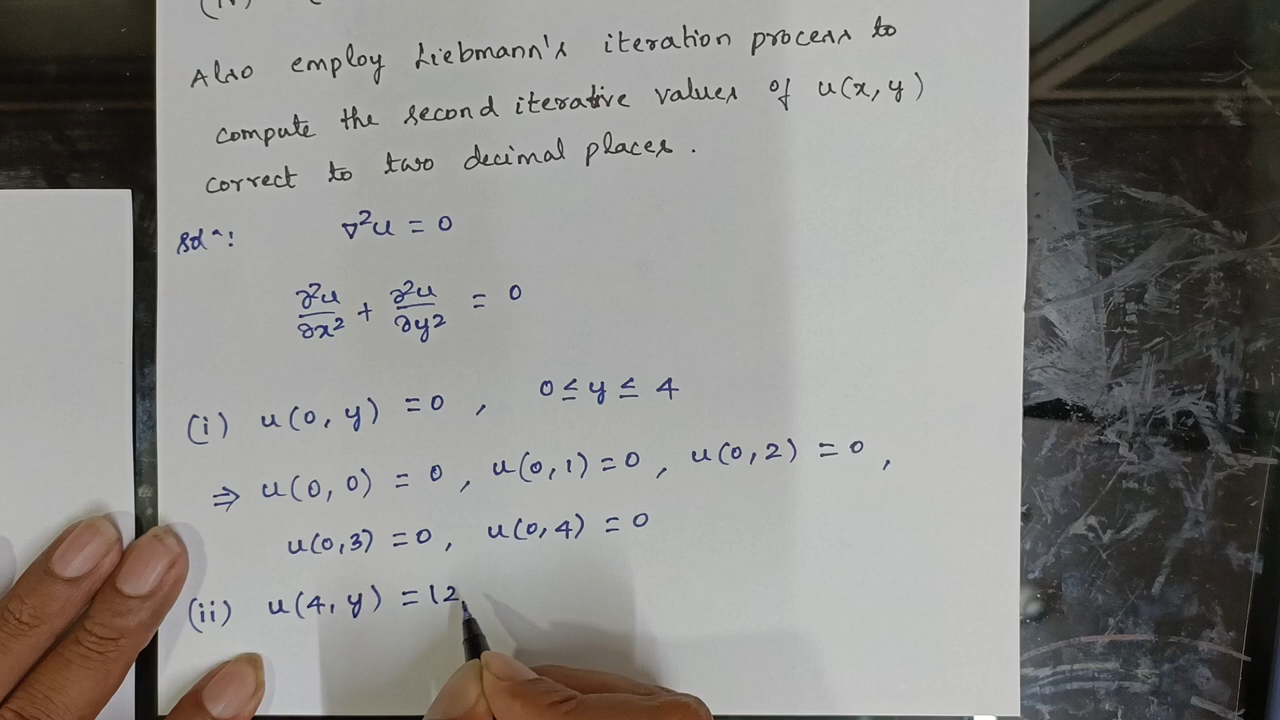 (iv)
Also employ Liebmann's iteration process to
compute the second iterative values of u(x, y)
correct to two decimal places.
Solⁿ: ∇²u = 0
∂²u/∂x² + ∂²u/∂y² = 0
(i) u(0, y) = 0 , 0 ≤ y ≤ 4
⇒ u(0, 0) = 0 , u(0, 1) = 0 , u(0, 2) = 0 ,
u(0, 3) = 0 , u(0, 4) = 0
(ii) u(4, y) = 12